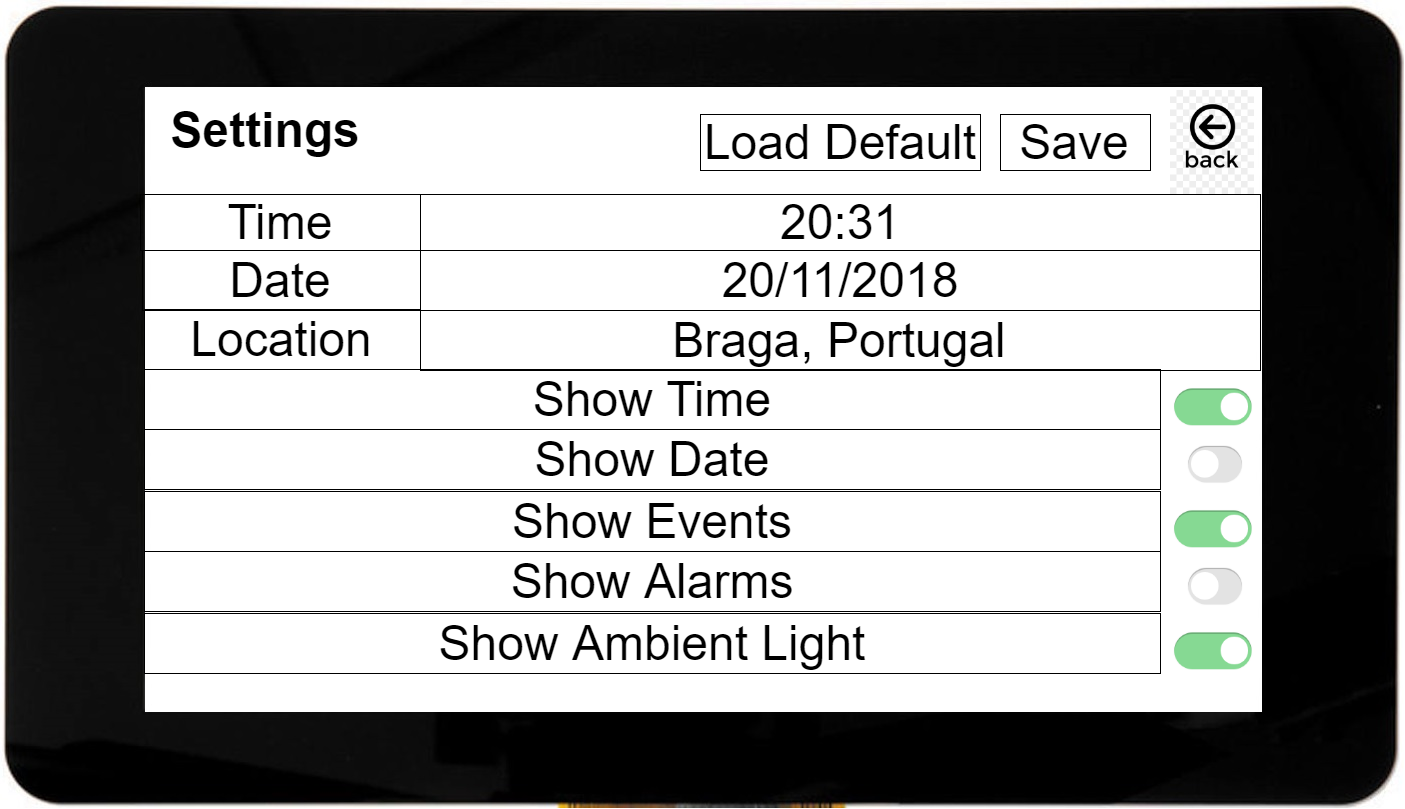 Settings
Load Default
Save
back
Time
20:31
Date
20/11/2018
Location
Braga, Portugal
Show Time
Show Date
Show Events
Show Alarms
Show Ambient Light